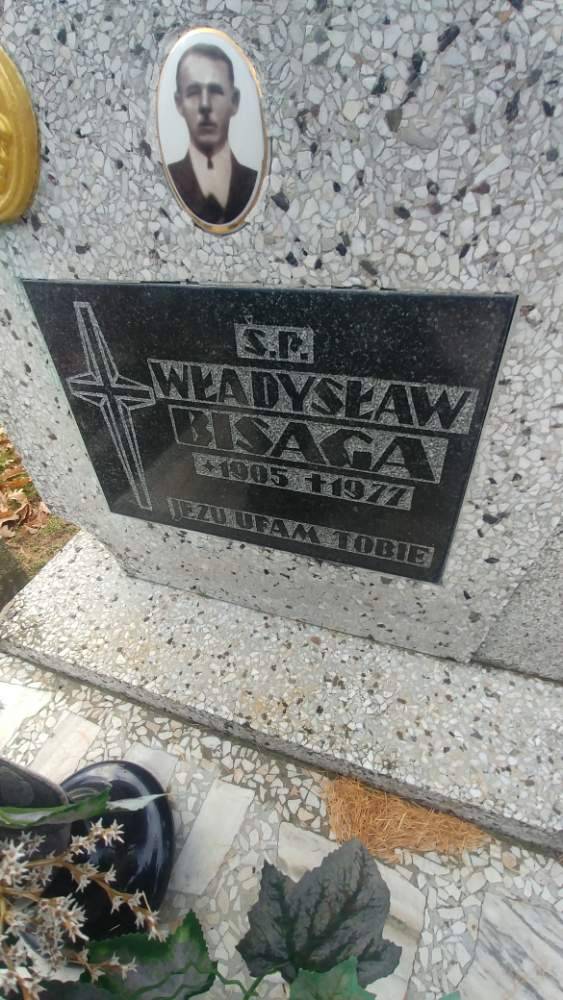 Ś.P.
WŁADYSŁAW
BISAGA
*1905 ✝1977
JEZU UFAM TOBIE